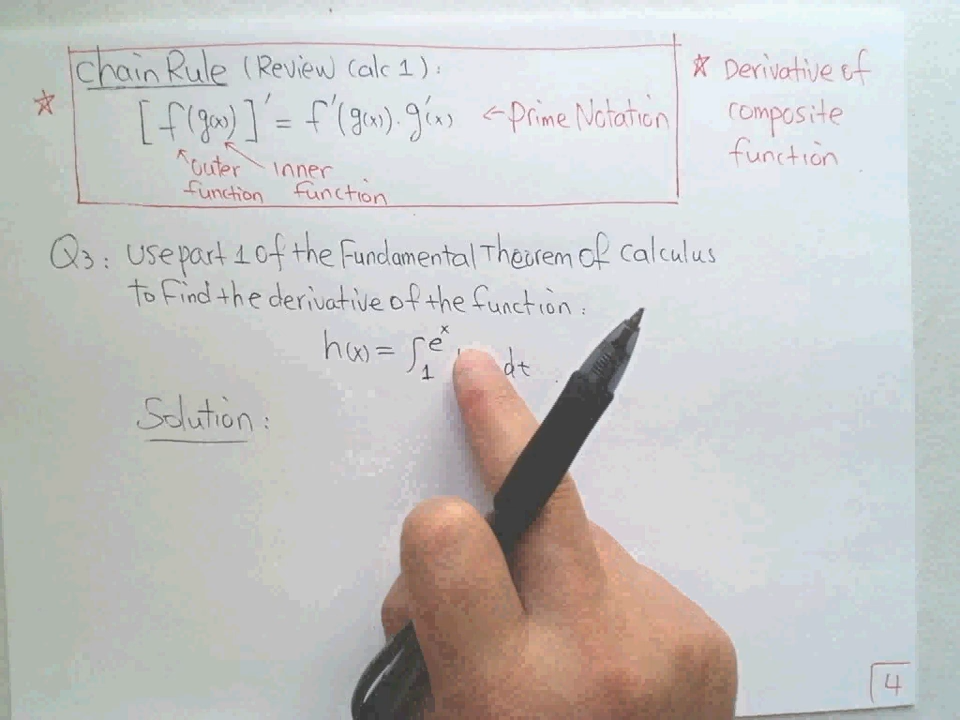 Chain Rule (Review Calc 1):
[f(g(x))]' = f'(g(x)).g'(x) ← Prime Notation
outer inner
function function
☆ Derivative of
composite
function
Q3: Use part 1 of the Fundamental Theorem of Calculus
to find the derivative of the function:
h(x) = ∫₁^eˣ dt
Solution:
4